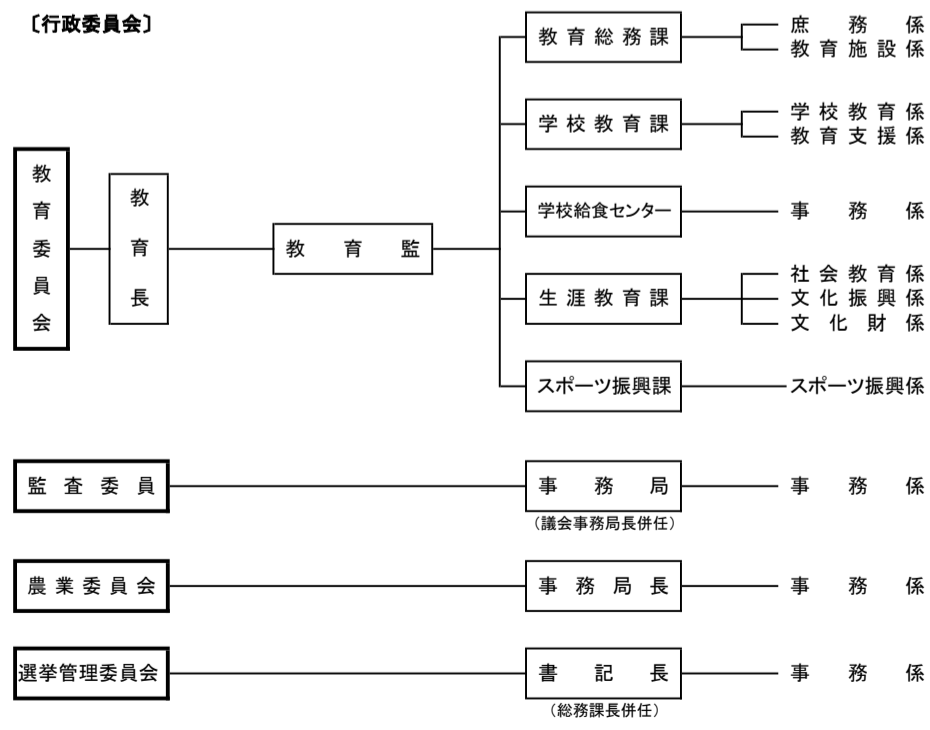 〔行政委員会〕
教育委員会
教育長
教育監
教育総務課
庶務係
教育施設係
学校教育課
学校教育係
教育支援係
学校給食センター
事務係
生涯教育課
社会教育係
文化振興係
文化財係
スポーツ振興課
スポーツ振興係
監査委員
事務局
(議会事務局長併任)
事務係
農業委員会
事務局長
事務係
選挙管理委員会
書記長
(総務課長併任)
事務係